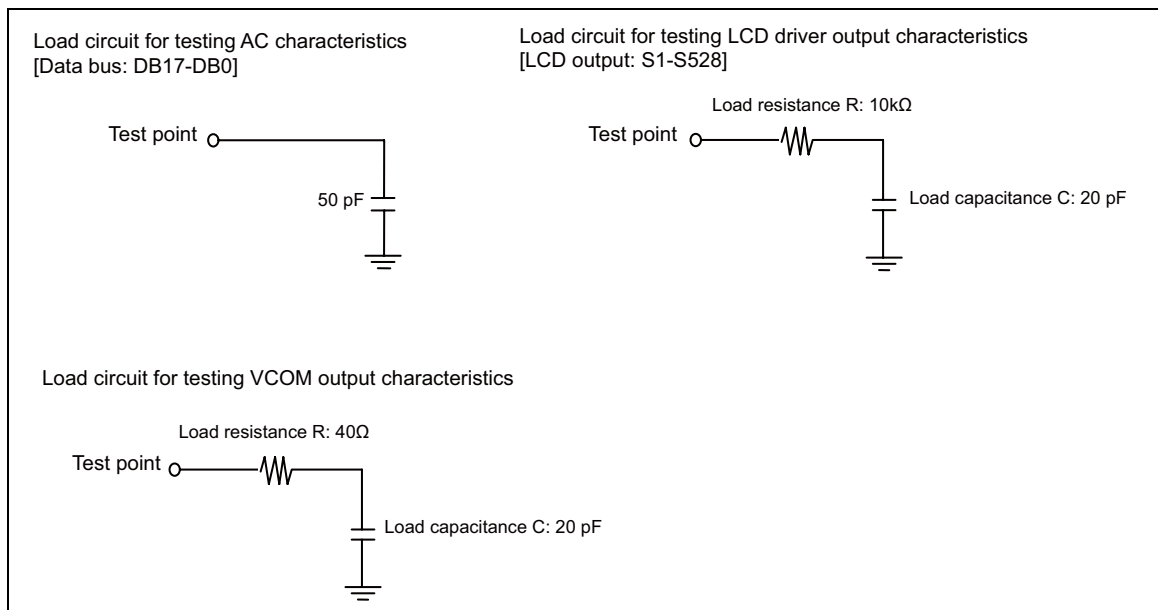 Load circuit for testing AC characteristics
[Data bus: DB17-DB0]
Test point
50 pF
Load circuit for testing LCD driver output characteristics
[LCD output: S1-S528]
Load resistance R: 10kΩ
Test point
Load capacitance C: 20 pF
Load circuit for testing VCOM output characteristics
Load resistance R: 40Ω
Test point
Load capacitance C: 20 pF